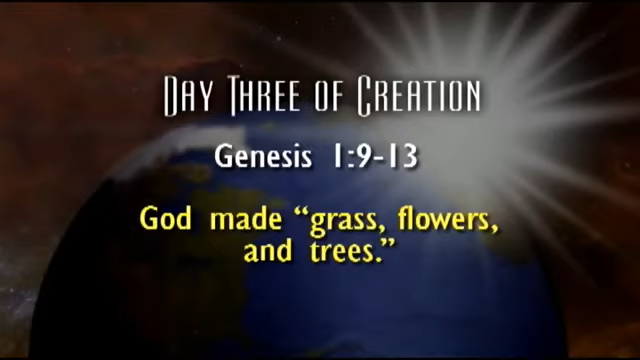 Day Three of Creation
Genesis 1:9-13
God made “grass, flowers,
and trees.”